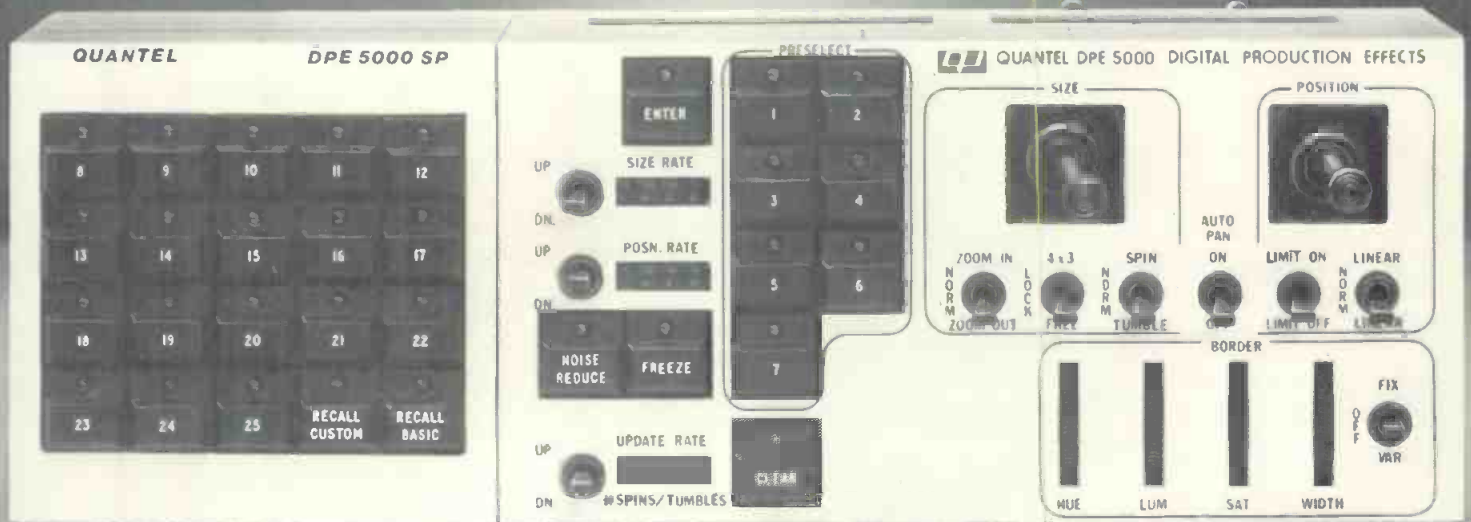 QUANTEL DPE 5000 SP
8 9 10 11 12
13 14 15 16 17
18 19 20 21 22
23 24 25 RECALL CUSTOM RECALL BASIC
ENTER
UP
SIZE RATE
DN.
UP
POSN. RATE
DN
NOISE REDUCE
FREEZE
UP
UPDATE RATE
DN
#SPINS/TUMBLES
PRESELECT
1 2
3 4
5 6
7
CLEAR
QUANTEL DPE 5000 DIGITAL PRODUCTION EFFECTS
SIZE
POSITION
AUTO PAN
ZOOM IN 4x3 SPIN ON LIMIT ON LINEAR
NORM LOCK NORM NORM
ZOOM OUT FREE TUMBLE OFF LIMIT OFF
BORDER
FIX
OFF
VAR
HUE LUM SAT WIDTH